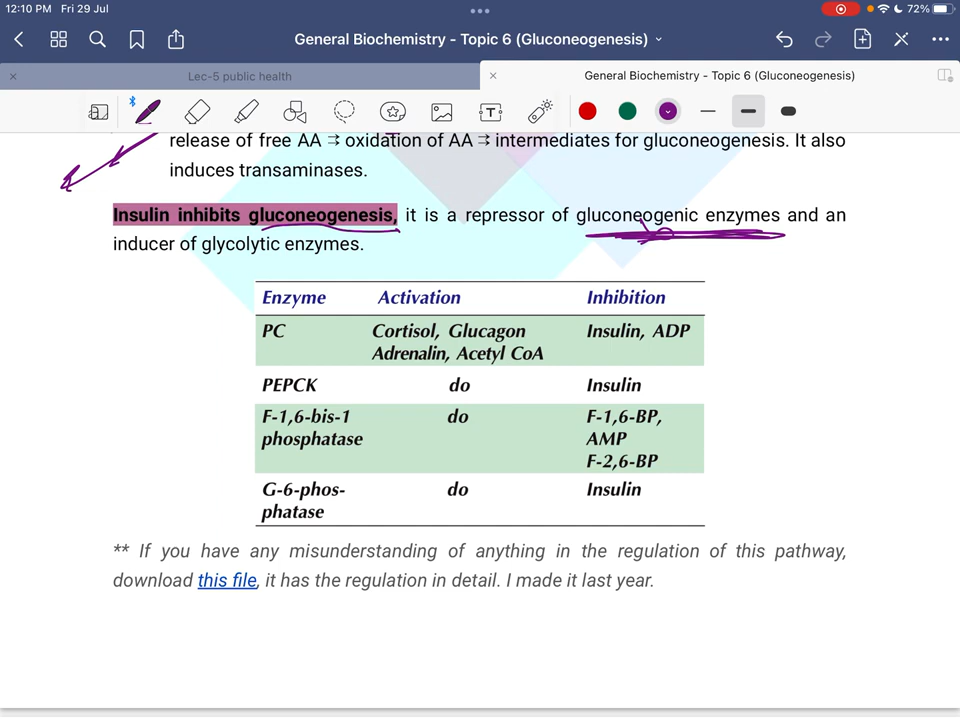 12:10 PM Fri 29 Jul
72%
General Biochemistry - Topic 6 (Gluconeogenesis)
Lec-5 public health
General Biochemistry - Topic 6 (Gluconeogenesis)
release of free AA ⇉ oxidation of AA ⇉ intermediates for gluconeogenesis. It also
induces transaminases.
Insulin inhibits gluconeogenesis, it is a repressor of gluconeogenic enzymes and an
inducer of glycolytic enzymes.
Enzyme Activation Inhibition
PC Cortisol, Glucagon Insulin, ADP
Adrenalin, Acetyl CoA
PEPCK do Insulin
F-1,6-bis-1 do F-1,6-BP,
phosphatase AMP
F-2,6-BP
G-6-phos- do Insulin
phatase
** If you have any misunderstanding of anything in the regulation of this pathway,
download this file, it has the regulation in detail. I made it last year.